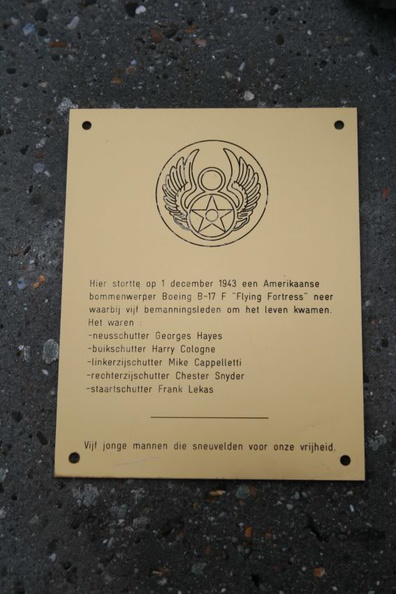 Hier stortte op 1 december 1943 een Amerikaanse
bommenwerper Boeing B-17 F "Flying Fortress" neer
waarbij vijf bemanningsleden om het leven kwamen.
Het waren :
-neusschutter Georges Hayes
-buikschutter Harry Cologne
-linkerzijschutter Mike Cappelletti
-rechterzijschutter Chester Snyder
-staartschutter Frank Lekas
Vijf jonge mannen die sneuvelden voor onze vrijheid.